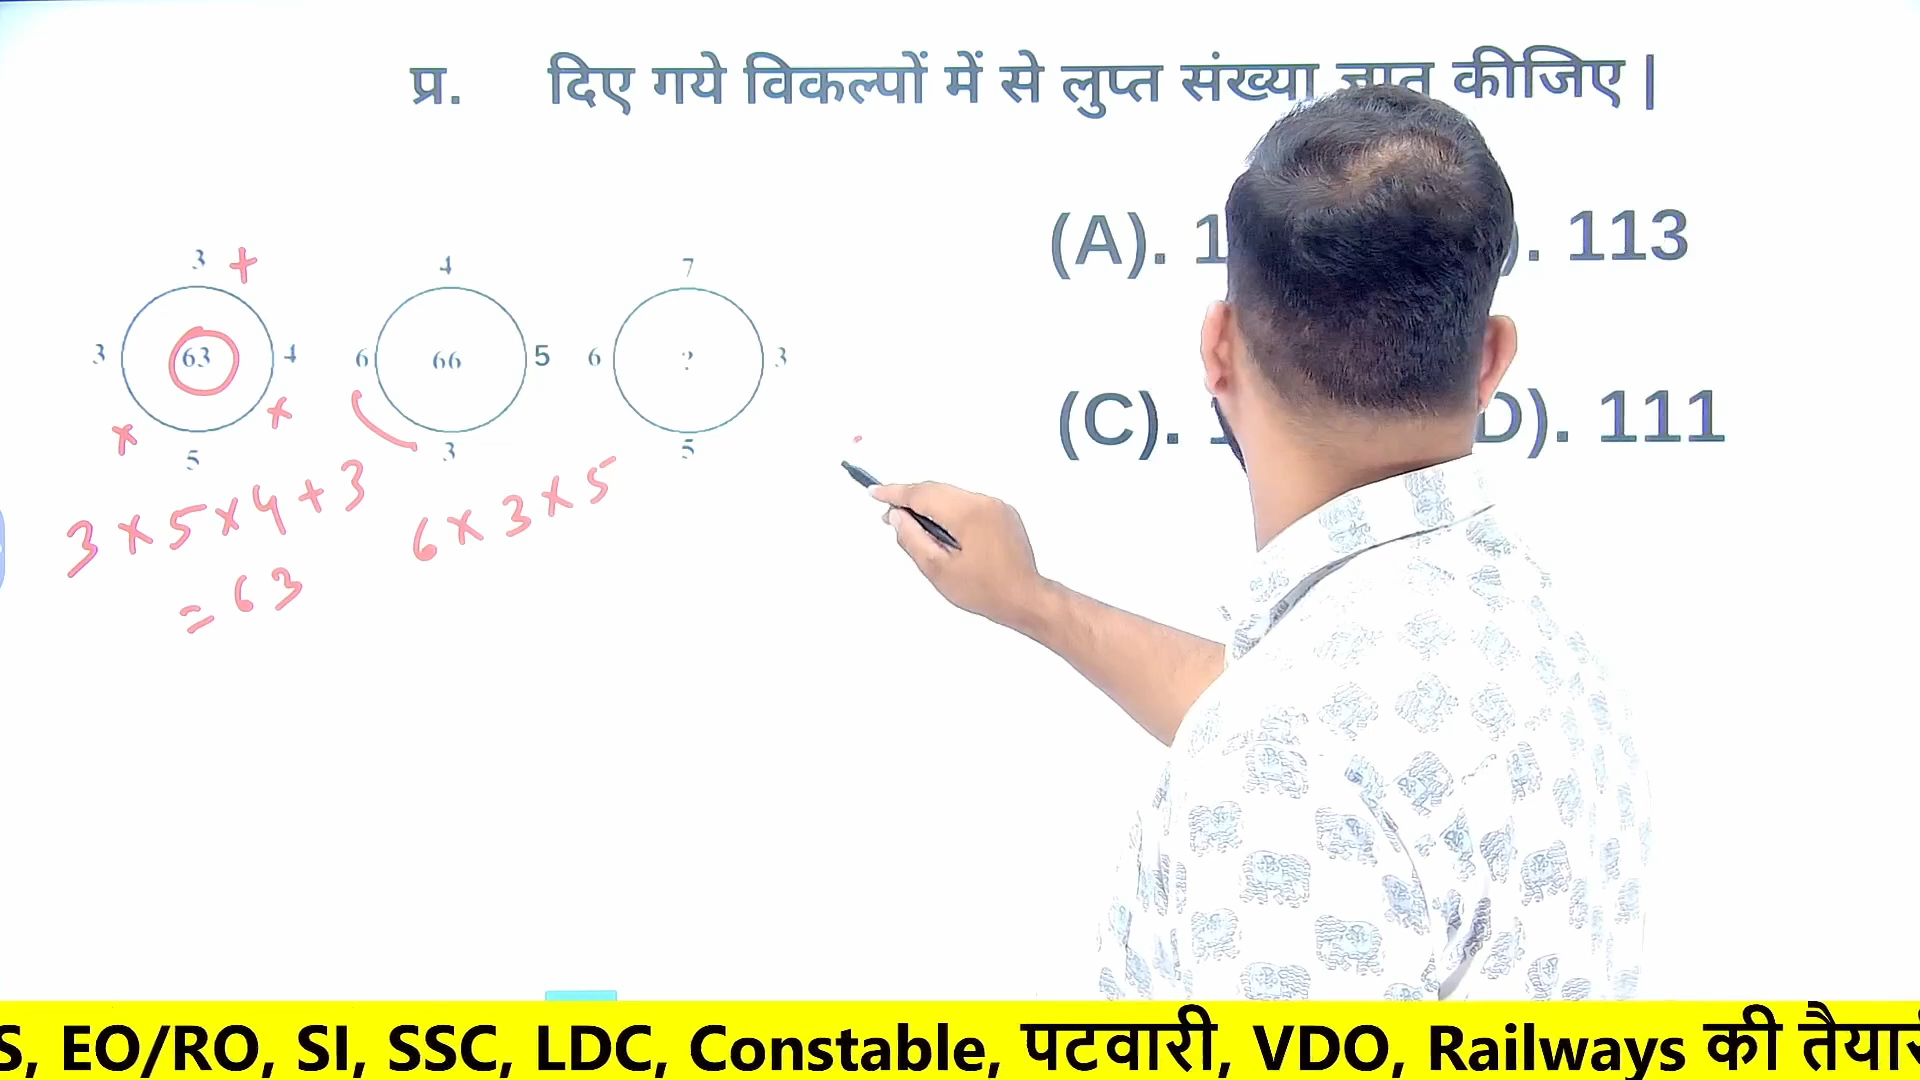 प्र. दिए गये विकल्पों में से लुप्त संख्या ज्ञात कीजिए |
(A). 1
). 113
3 +
4
7
3 63 4
6 66 5
6 ? 3
× ×
5
3
5
(C).
D). 111
3 × 5 × 4 + 3
= 63
6 × 3 × 5
S, EO/RO, SI, SSC, LDC, Constable, पटवारी, VDO, Railways की तैयारी